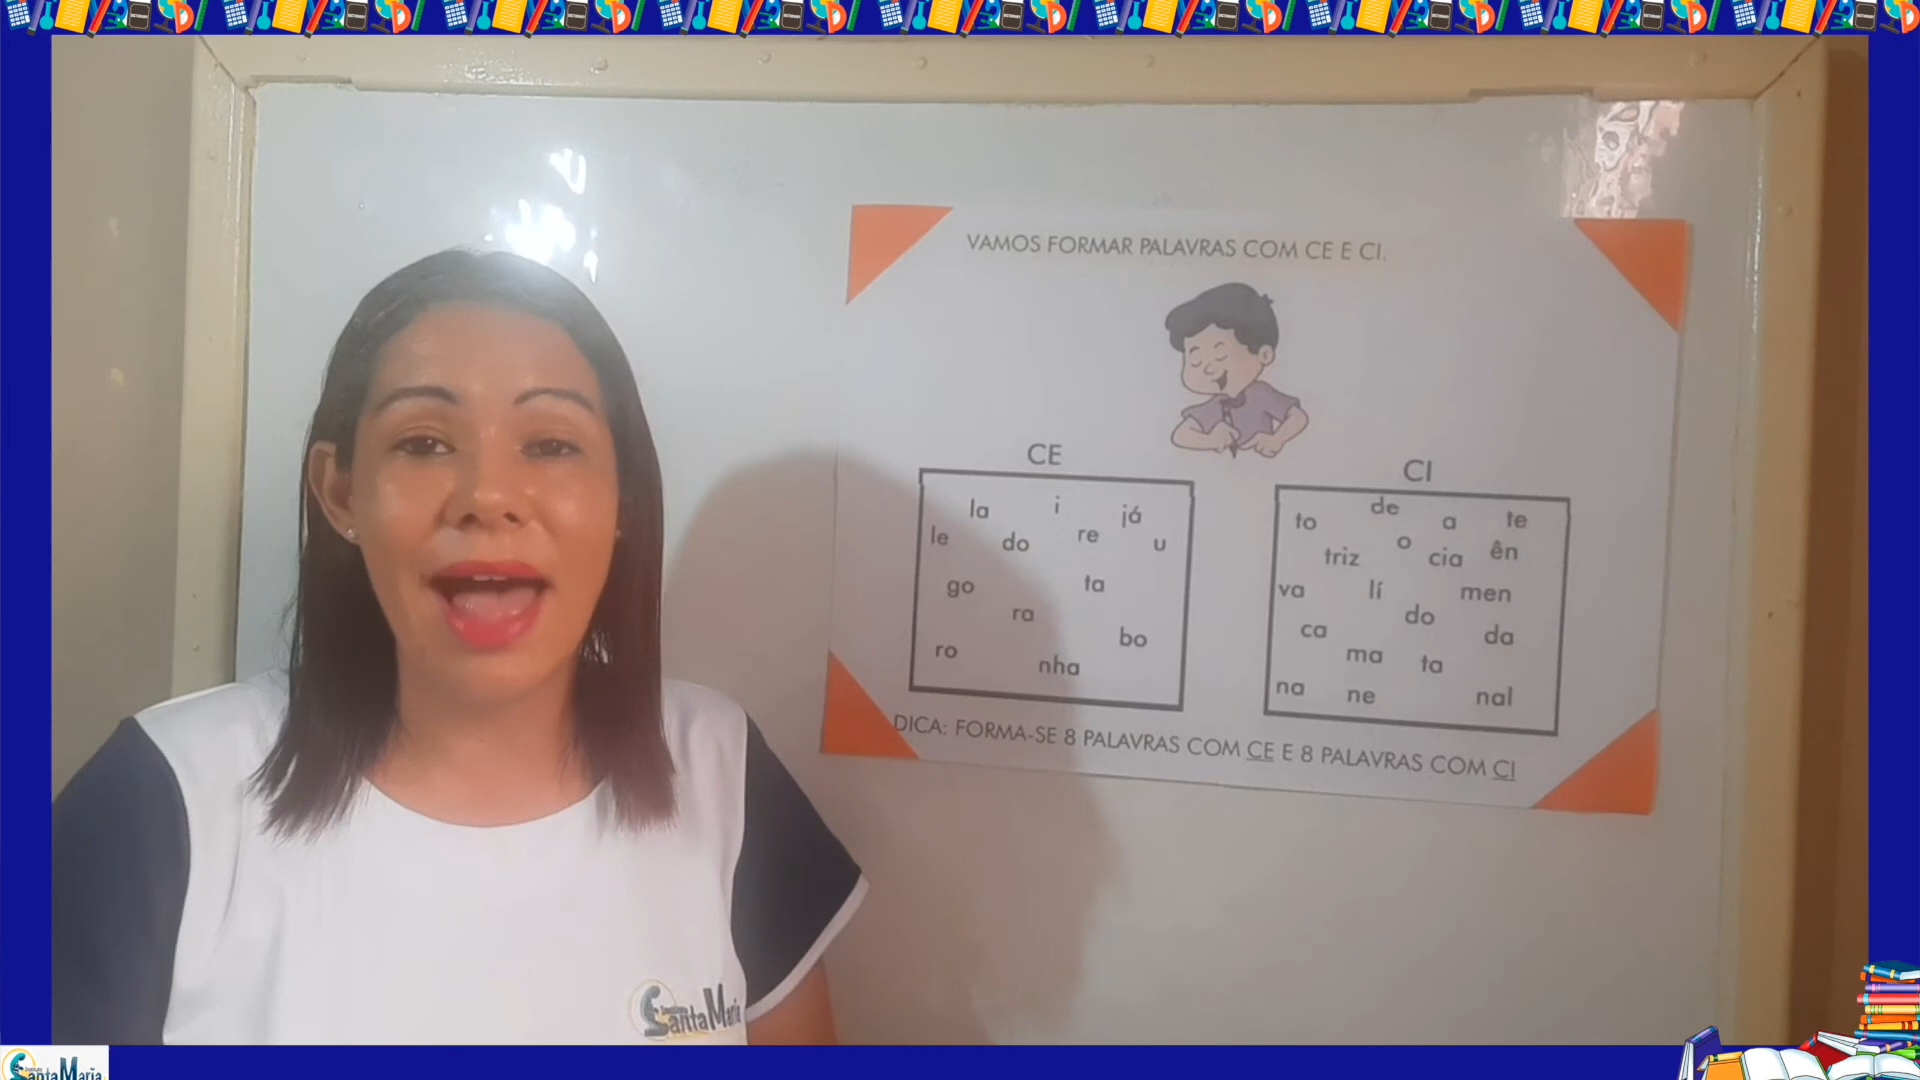 VAMOS FORMAR PALAVRAS COM CE E CI.
CE
la i já
le do re u
go ta
ra
bo
ro nha
CI
to de a te
triz o cia ên
va lí men
ca do da
ma ta
na ne nal
DICA: FORMA-SE 8 PALAVRAS COM CE E 8 PALAVRAS COM CI
Santa Maria
Santa Maria